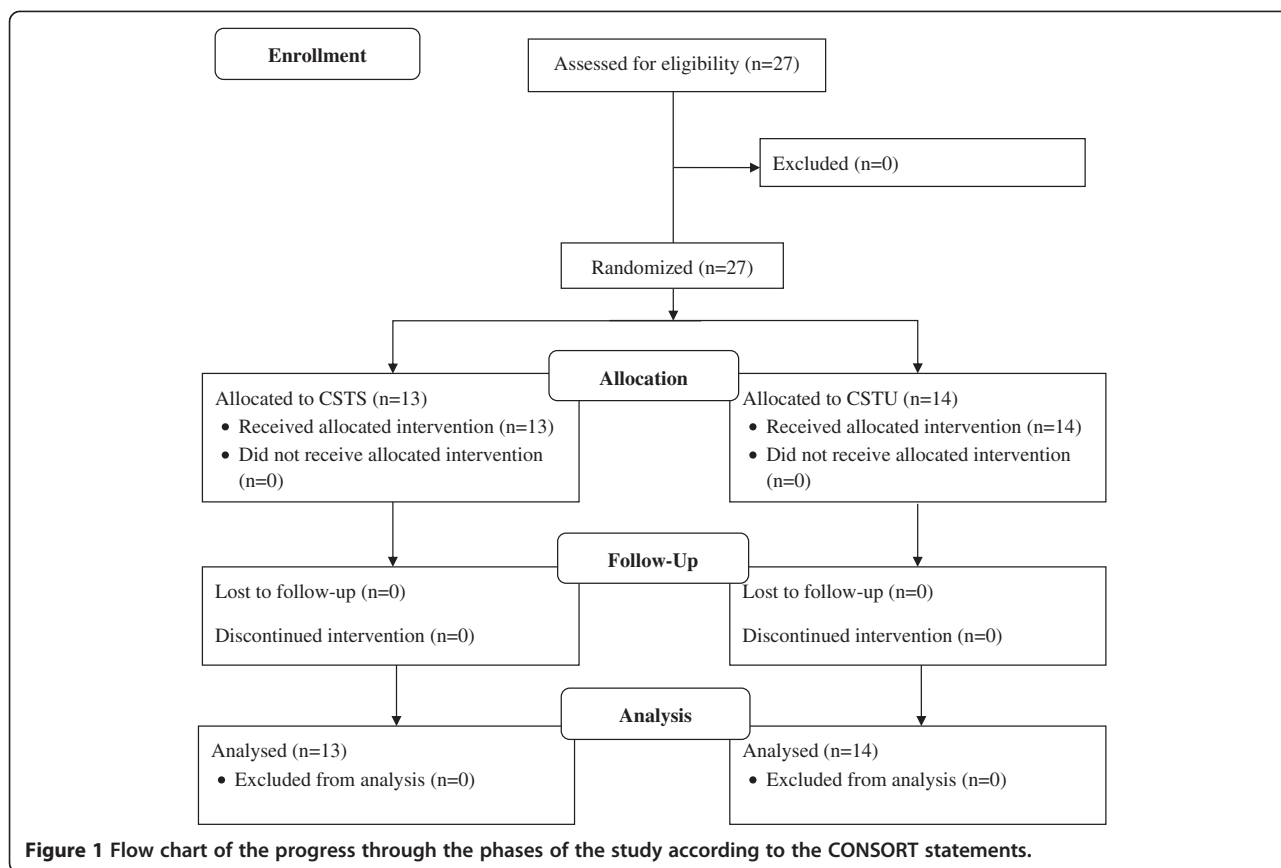 Enrollment
Assessed for eligibility (n=27)
Excluded (n=0)
Randomized (n=27)
Allocation
Allocated to CSTS (n=13)
• Received allocated intervention (n=13)
• Did not receive allocated intervention
(n=0)
Allocated to CSTU (n=14)
• Received allocated intervention (n=14)
• Did not receive allocated intervention
(n=0)
Follow-Up
Lost to follow-up (n=0)
Discontinued intervention (n=0)
Lost to follow-up (n=0)
Discontinued intervention (n=0)
Analysis
Analysed (n=13)
• Excluded from analysis (n=0)
Analysed (n=14)
• Excluded from analysis (n=0)
Figure 1 Flow chart of the progress through the phases of the study according to the CONSORT statements.